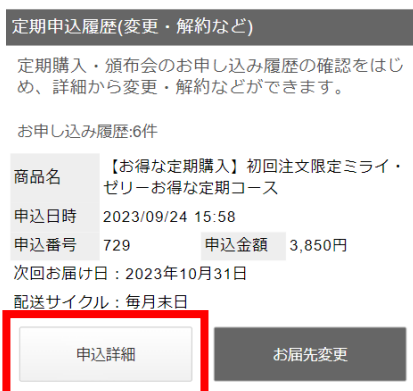 定期申込履歴(変更・解約など)
定期購入・頒布会のお申し込み履歴の確認をはじ
め、詳細から変更・解約などができます。
お申し込み履歴:6件
商品名 【お得な定期購入】初回注文限定ミライ・
ゼリーお得な定期コース
申込日時 2023/09/24 15:58
申込番号 729 申込金額 3,850円
次回お届け日：2023年10月31日
配送サイクル：毎月末日
申込詳細 お届先変更